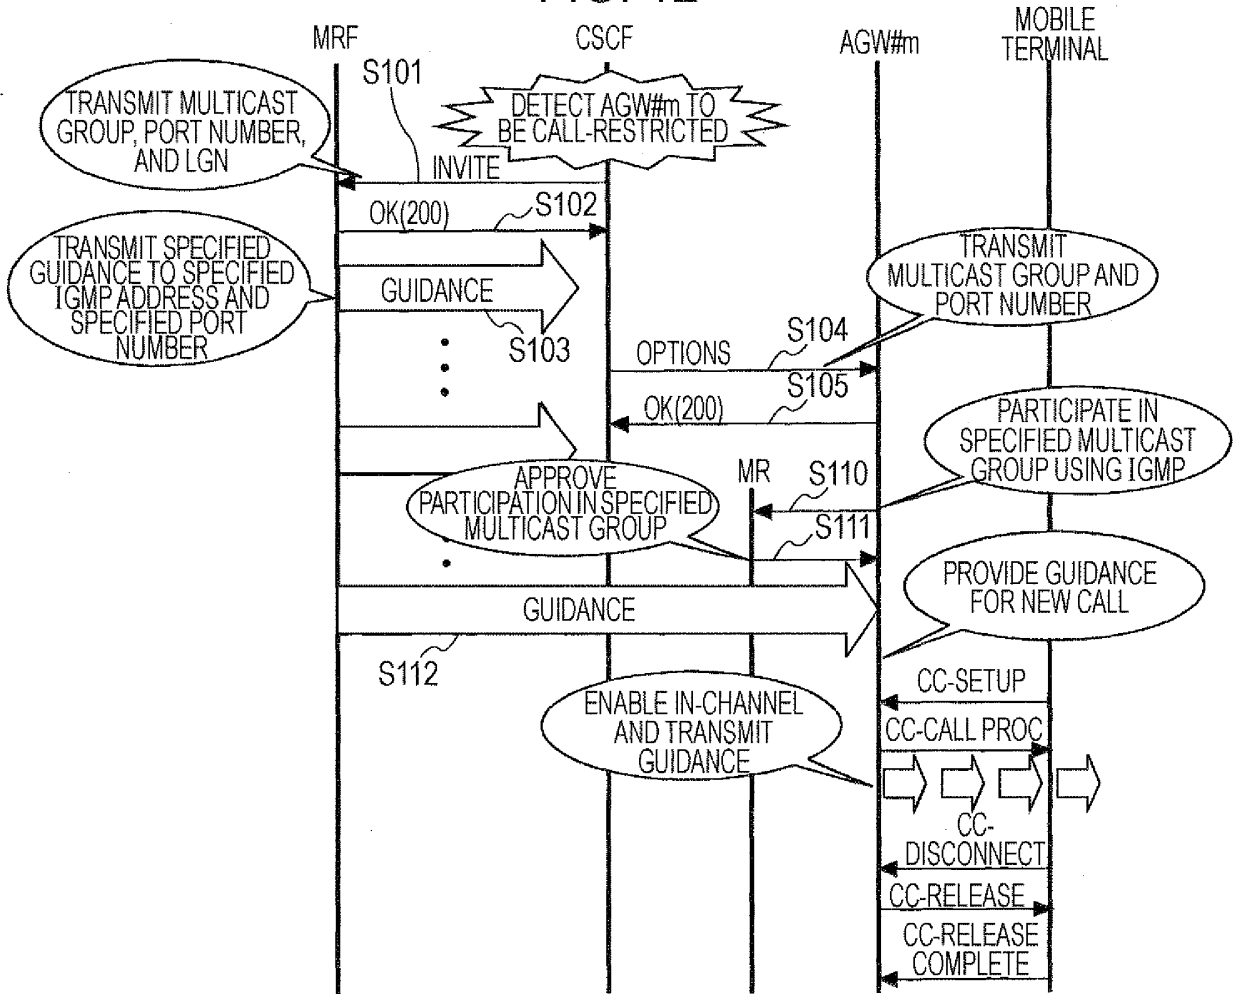 MRF
CSCF
AGW#m
MOBILE
TERMINAL
S101
TRANSMIT MULTICAST
GROUP, PORT NUMBER,
AND LGN
DETECT AGW#m TO
BE CALL-RESTRICTED
INVITE
OK(200)
S102
TRANSMIT SPECIFIED
GUIDANCE TO SPECIFIED
IGMP ADDRESS AND
SPECIFIED PORT
NUMBER
GUIDANCE
S103
TRANSMIT
MULTICAST GROUP AND
PORT NUMBER
OPTIONS
S104
OK(200)
S105
PARTICIPATE IN
SPECIFIED MULTICAST
GROUP USING IGMP
APPROVE
PARTICIPATION IN SPECIFIED
MULTICAST GROUP
MR
S110
S111
PROVIDE GUIDANCE
FOR NEW CALL
GUIDANCE
S112
ENABLE IN-CHANNEL
AND TRANSMIT
GUIDANCE
CC-SETUP
CC-CALL PROC
CC-
DISCONNECT
CC-RELEASE
CC-RELEASE
COMPLETE